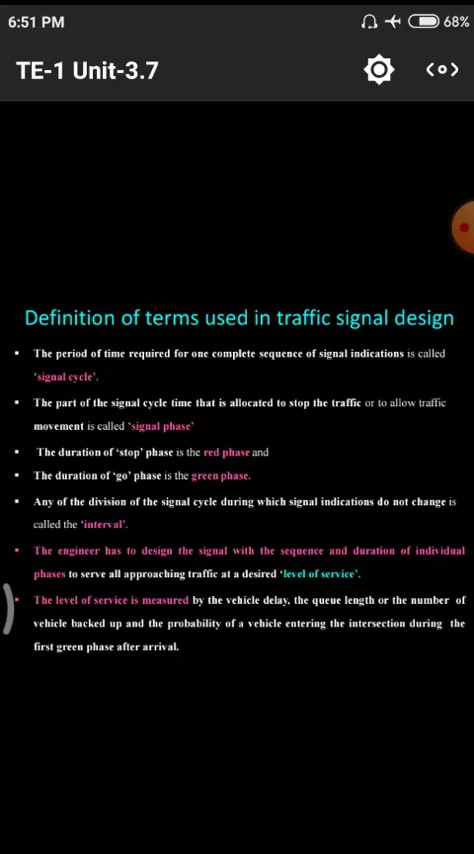 6:51 PM
68%
TE-1 Unit-3.7
Definition of terms used in traffic signal design
▪ The period of time required for one complete sequence of signal indications is called
‘signal cycle’.
▪ The part of the signal cycle time that is allocated to stop the traffic or to allow traffic
movement is called ‘signal phase’
▪ The duration of ‘stop’ phase is the red phase and
▪ The duration of ‘go’ phase is the green phase.
▪ Any of the division of the signal cycle during which signal indications do not change is
called the ‘interval’.
▪ The engineer has to design the signal with the sequence and duration of individual
phases to serve all approaching traffic at a desired ‘level of service’.
▪ The level of service is measured by the vehicle delay, the queue length or the number of
vehicle backed up and the probability of a vehicle entering the intersection during the
first green phase after arrival.